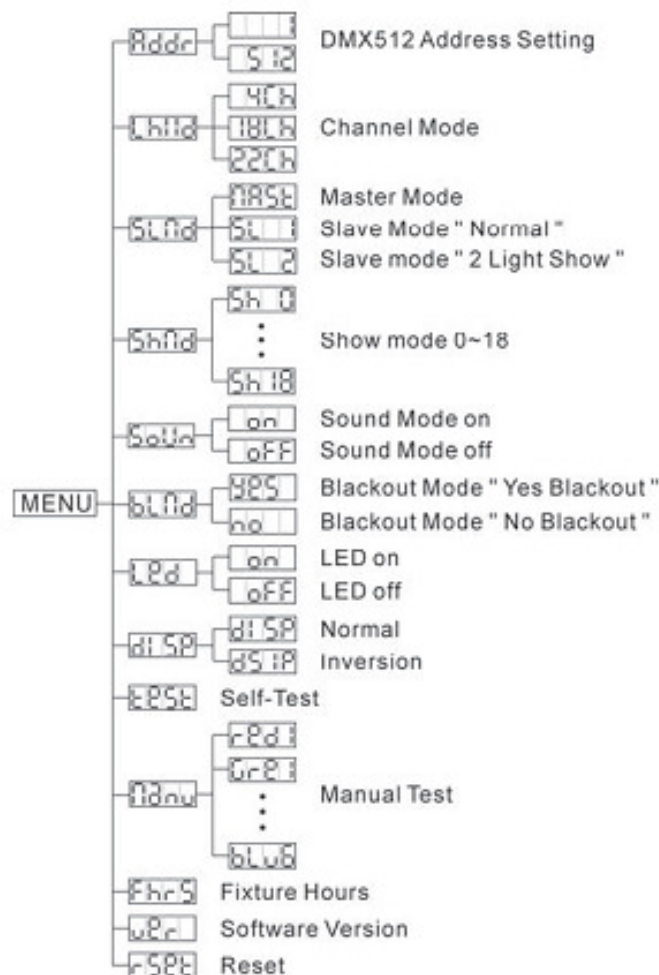 1
Addr DMX512 Address Setting
512
4Ch
ChMd 18Ch Channel Mode
22Ch
MASt Master Mode
SLMd SL 1 Slave Mode " Normal "
SL 2 Slave mode " 2 Light Show "
Sh 0
ShMd Show mode 0~18
Sh 18
on Sound Mode on
SoUn
oFF Sound Mode off
yes Blackout Mode " Yes Blackout "
MENU bLMd
no Blackout Mode " No Blackout "
on LED on
Led
oFF LED off
dISP Normal
dISP
dSIP Inversion
teSt Self-Test
red1
Gre1
Manu Manual Test
bLu6
FhrS Fixture Hours
ver Software Version
rSet Reset